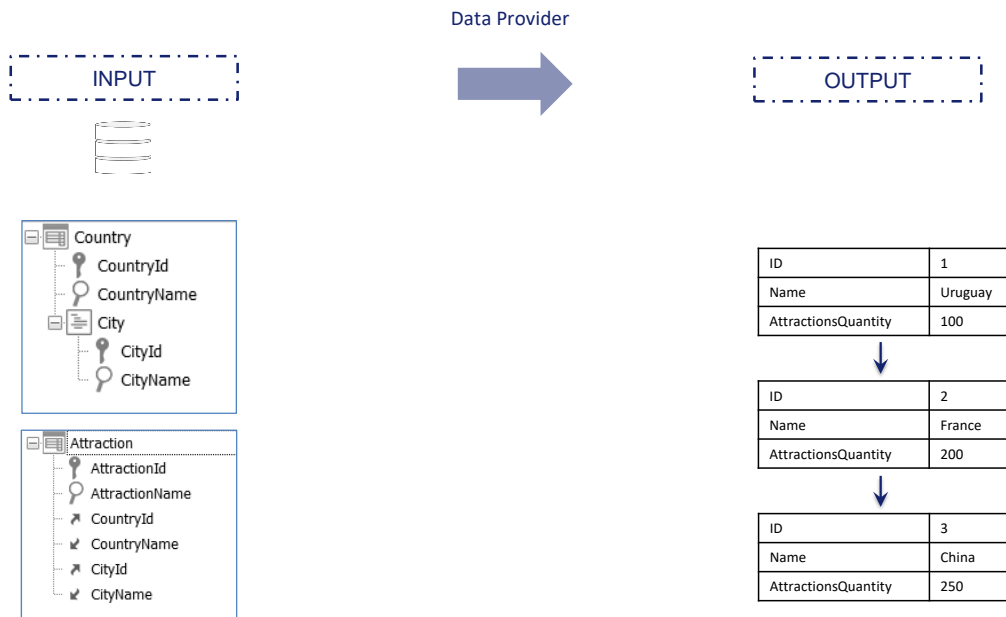 Data Provider
INPUT
OUTPUT
Country
CountryId
CountryName
City
CityId
CityName
Attraction
AttractionId
AttractionName
CountryId
CountryName
CityId
CityName
ID 1
Name Uruguay
AttractionsQuantity 100
ID 2
Name France
AttractionsQuantity 200
ID 3
Name China
AttractionsQuantity 250